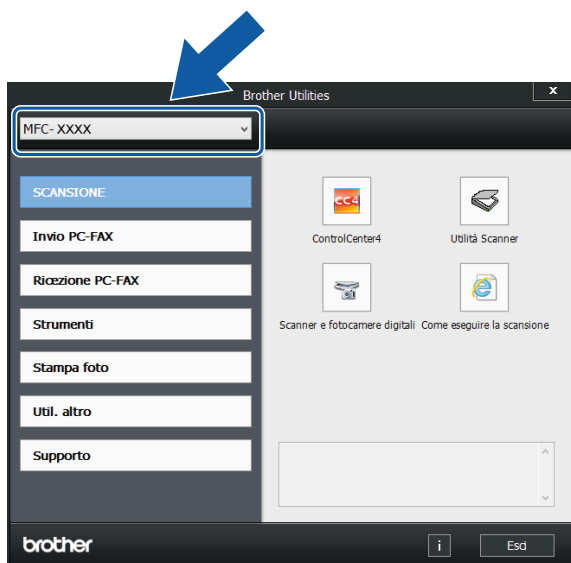 Brother Utilities
x
MFC- XXXX
SCANSIONE
Invio PC-FAX
Ricezione PC-FAX
Strumenti
Stampa foto
Util. altro
Supporto
CC4
ControlCenter4
Utilità Scanner
Scanner e fotocamere digitali
Come eseguire la scansione
brother
i
Esci